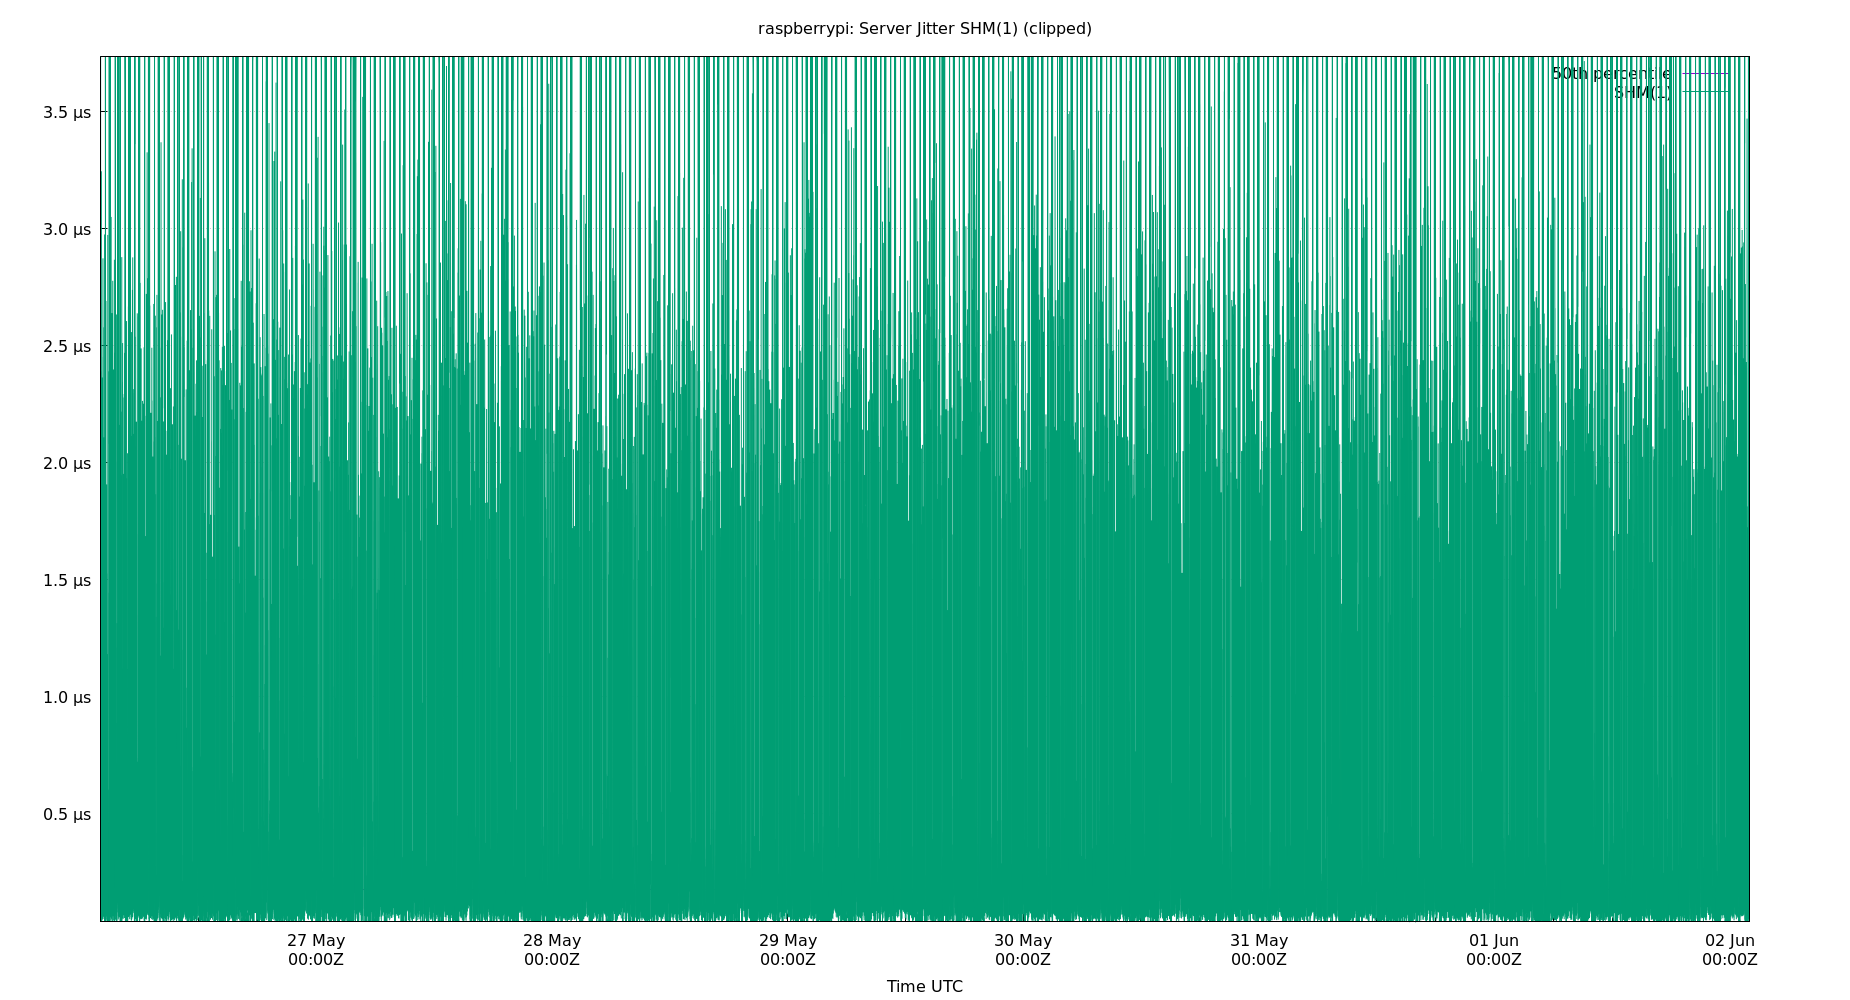 raspberrypi: Server Jitter SHM(1) (clipped)
50th percentile
SHM(1)
3.5 µs
3.0 µs
2.5 µs
2.0 µs
1.5 µs
1.0 µs
0.5 µs
27 May 28 May 29 May 30 May 31 May 01 Jun 02 Jun
00:00Z 00:00Z 00:00Z 00:00Z 00:00Z 00:00Z 00:00Z
Time UTC